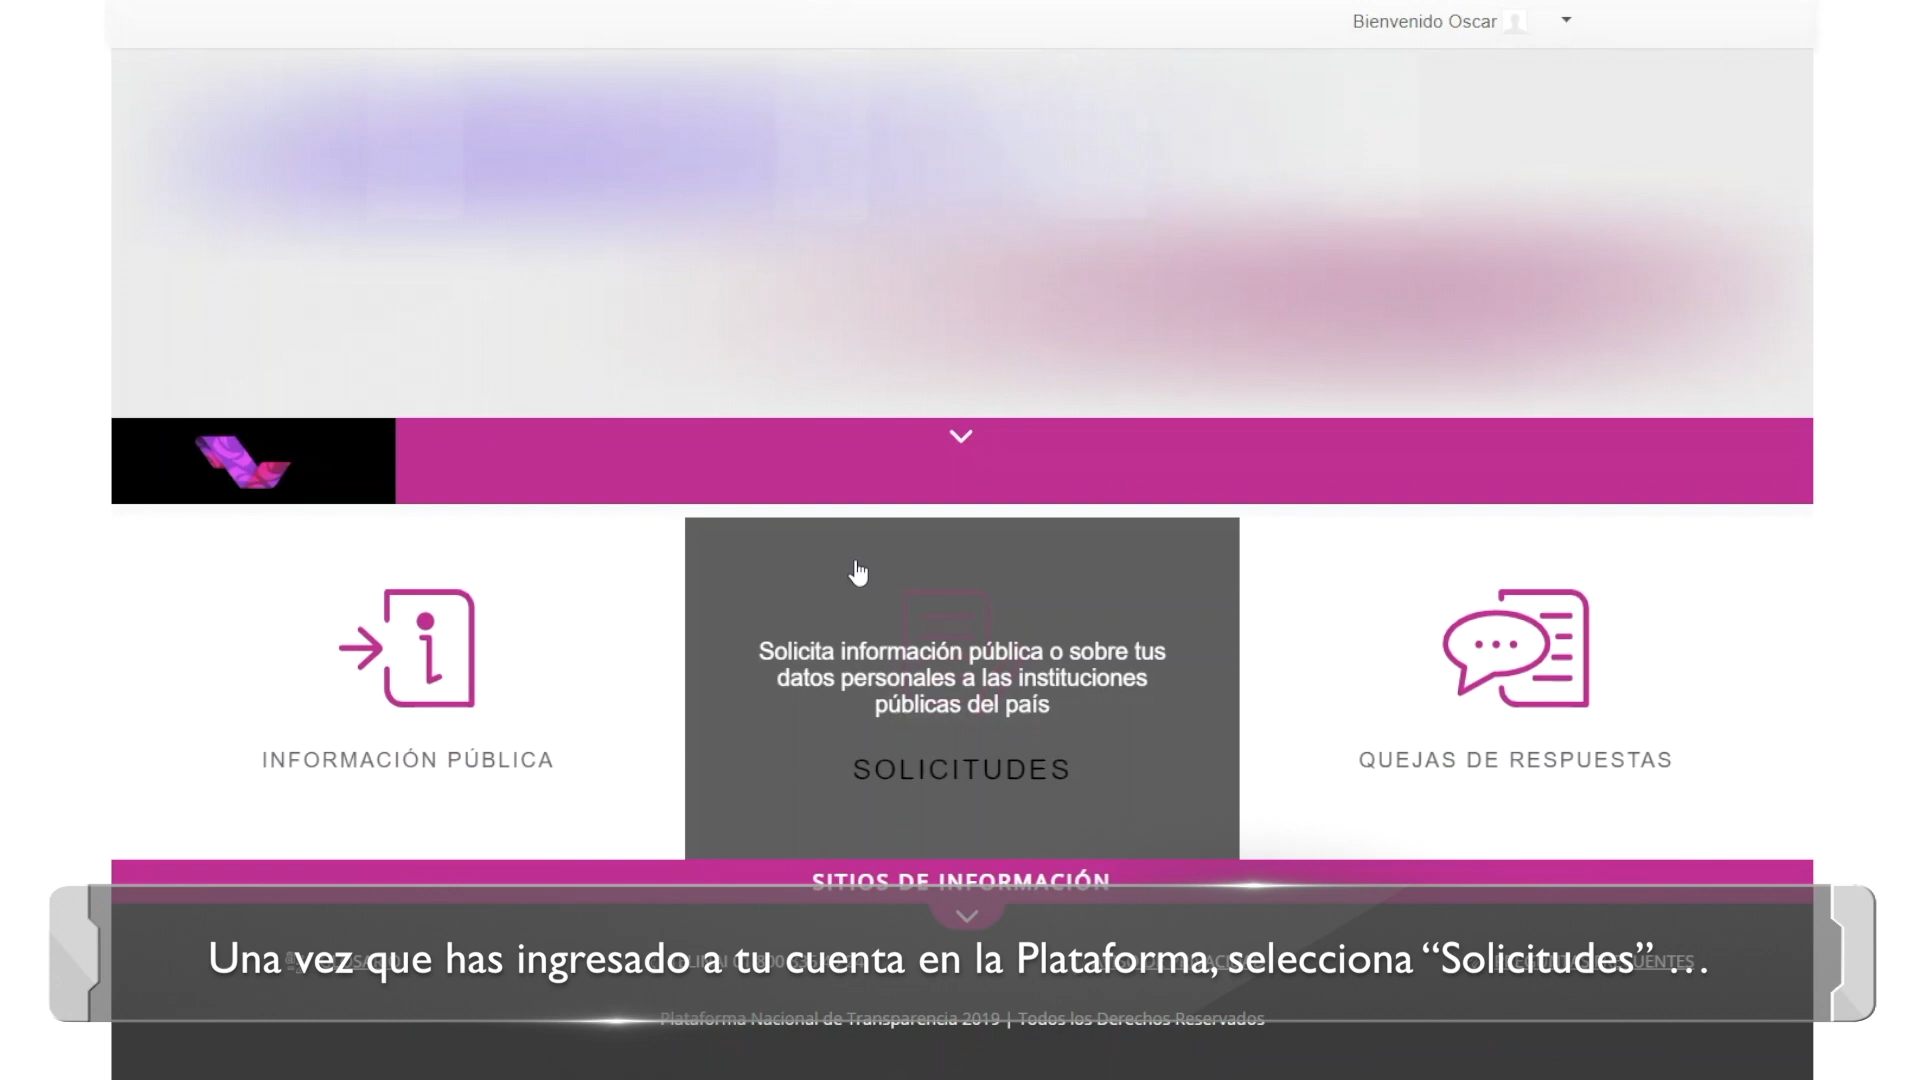 Bienvenido Oscar
Solicita información pública o sobre tus
datos personales a las instituciones
públicas del país
INFORMACIÓN PÚBLICA
SOLICITUDES
QUEJAS DE RESPUESTAS
SITIOS DE INFORMACIÓN
Una vez que has ingresado a tu cuenta en la Plataforma, selecciona “Solicitudes” …
Plataforma Nacional de Transparencia 2019 | Todos los Derechos Reservados